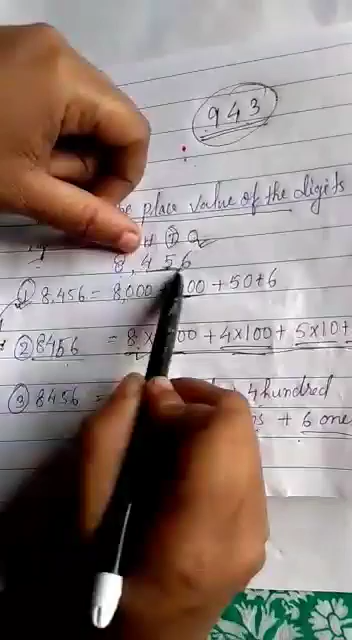 943
place value of the digits
H T O
8,456
① 8,456 = 8,000 00 + 50+6
② 8456 = 8 × 00 + 4×100 + 5×10 +
③ 8456 = 4 hundred
+ 6 one